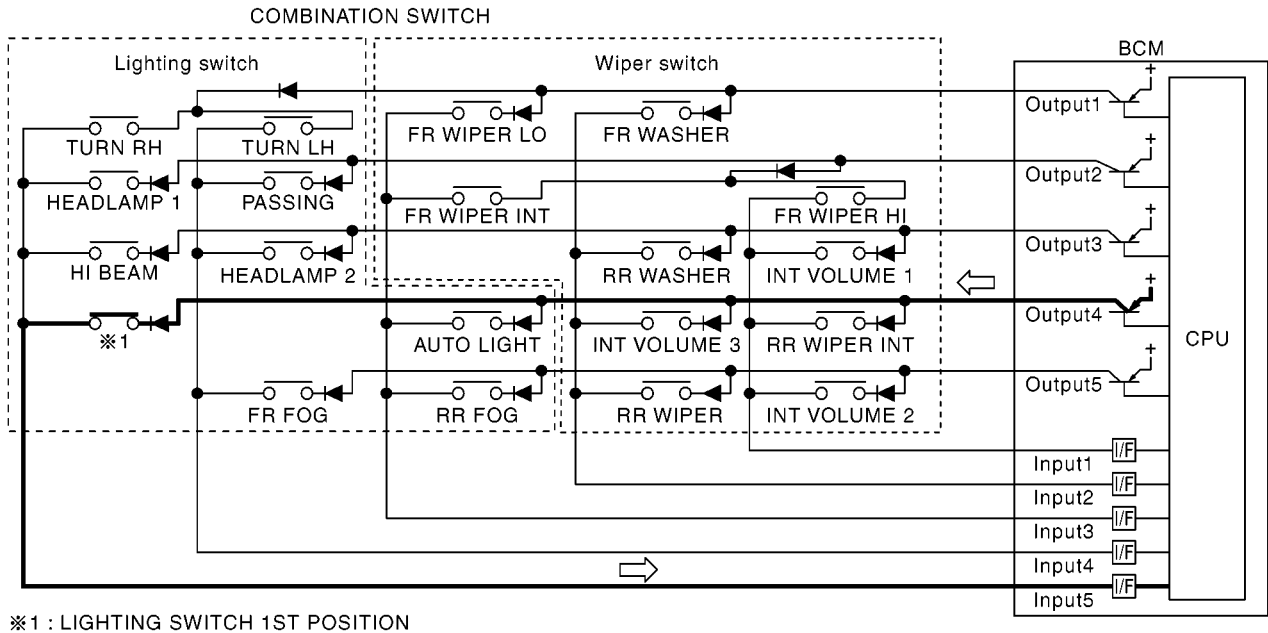 COMBINATION SWITCH
BCM
Lighting switch
Wiper switch
+
Output1
TURN RH
TURN LH
FR WIPER LO
FR WASHER
+
Output2
HEADLAMP 1
PASSING
FR WIPER INT
FR WIPER HI
+
Output3
HI BEAM
HEADLAMP 2
RR WASHER
INT VOLUME 1
+
Output4
※1
AUTO LIGHT
INT VOLUME 3
RR WIPER INT
CPU
+
Output5
FR FOG
RR FOG
RR WIPER
INT VOLUME 2
I/F
Input1
I/F
Input2
I/F
Input3
I/F
Input4
I/F
Input5
※1 : LIGHTING SWITCH 1ST POSITION